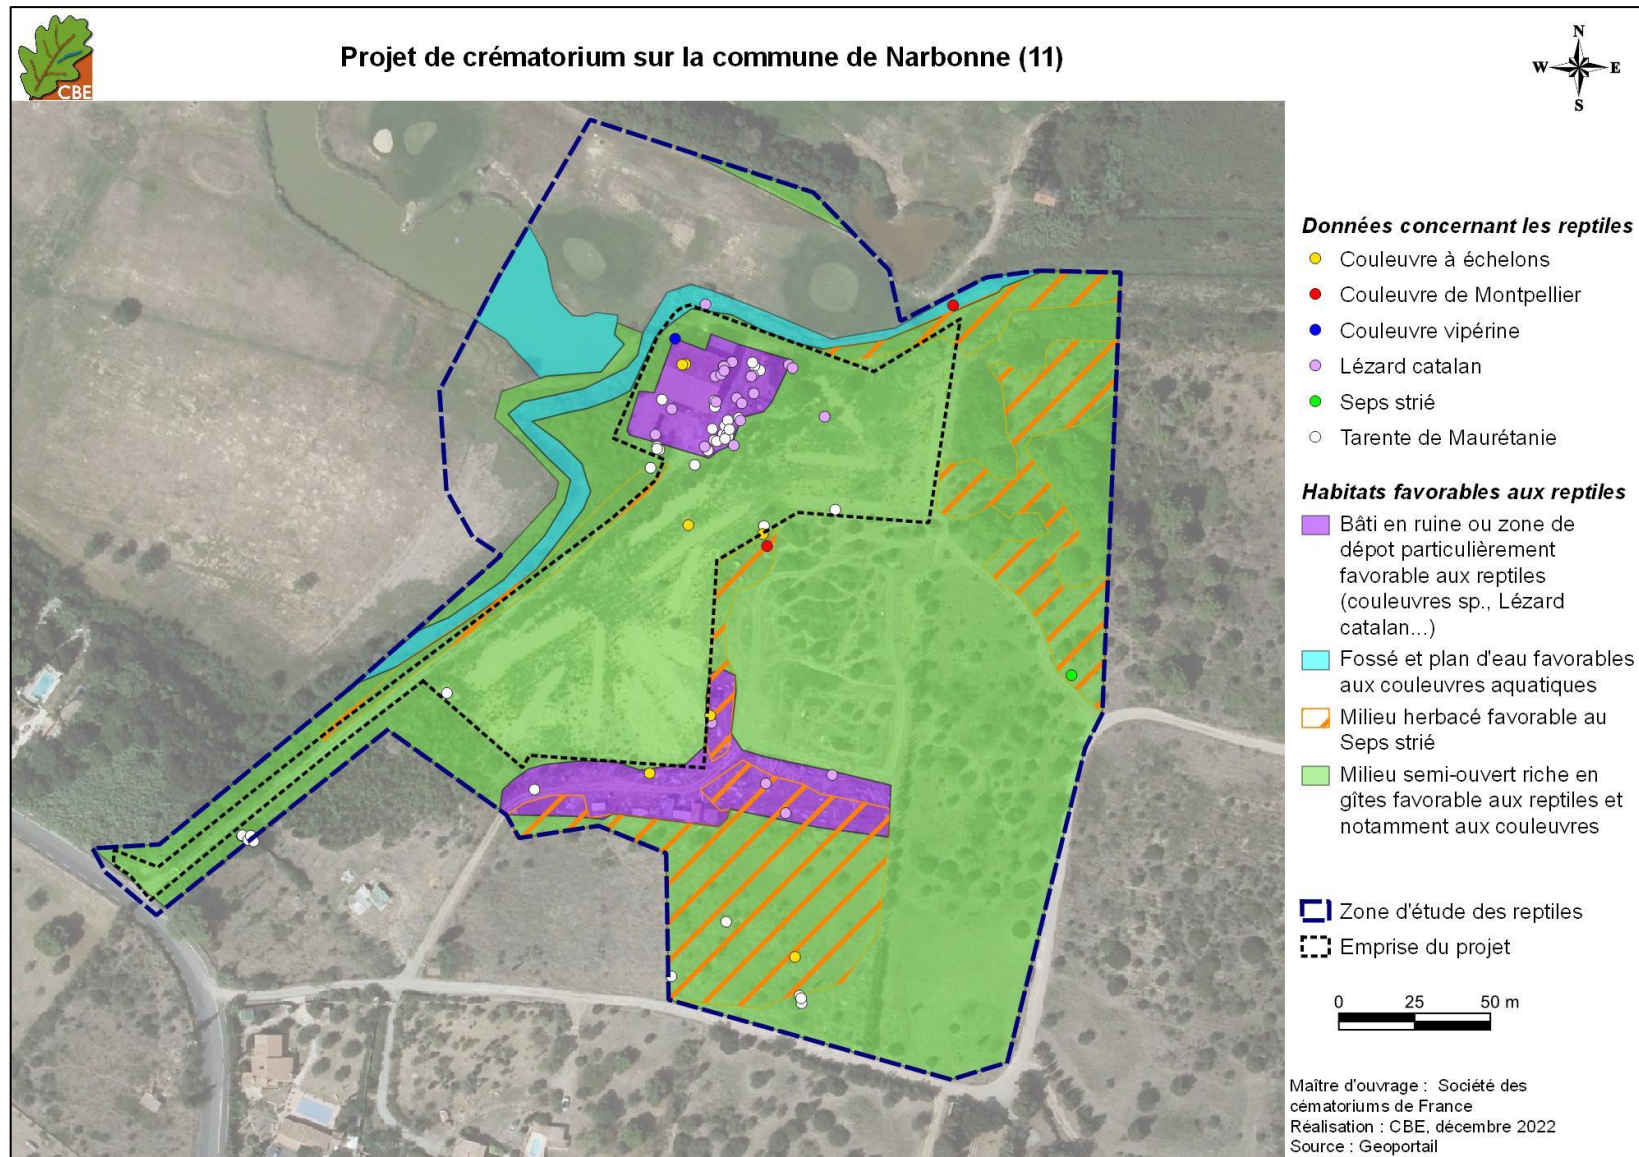 CBE
Projet de crématorium sur la commune de Narbonne (11)
N
W
E
S
Données concernant les reptiles
Couleuvre à échelons
Couleuvre de Montpellier
Couleuvre vipérine
Lézard catalan
Seps strié
Tarente de Maurétanie
Habitats favorables aux reptiles
Bâti en ruine ou zone de
dépot particulièrement
favorable aux reptiles
(couleuvres sp., Lézard
catalan...)
Fossé et plan d'eau favorables
aux couleuvres aquatiques
Milieu herbacé favorable au
Seps strié
Milieu semi-ouvert riche en
gîtes favorable aux reptiles et
notamment aux couleuvres
Zone d'étude des reptiles
Emprise du projet
0 25 50 m
Maître d'ouvrage : Société des
cématoriums de France
Réalisation : CBE, décembre 2022
Source : Geoportail